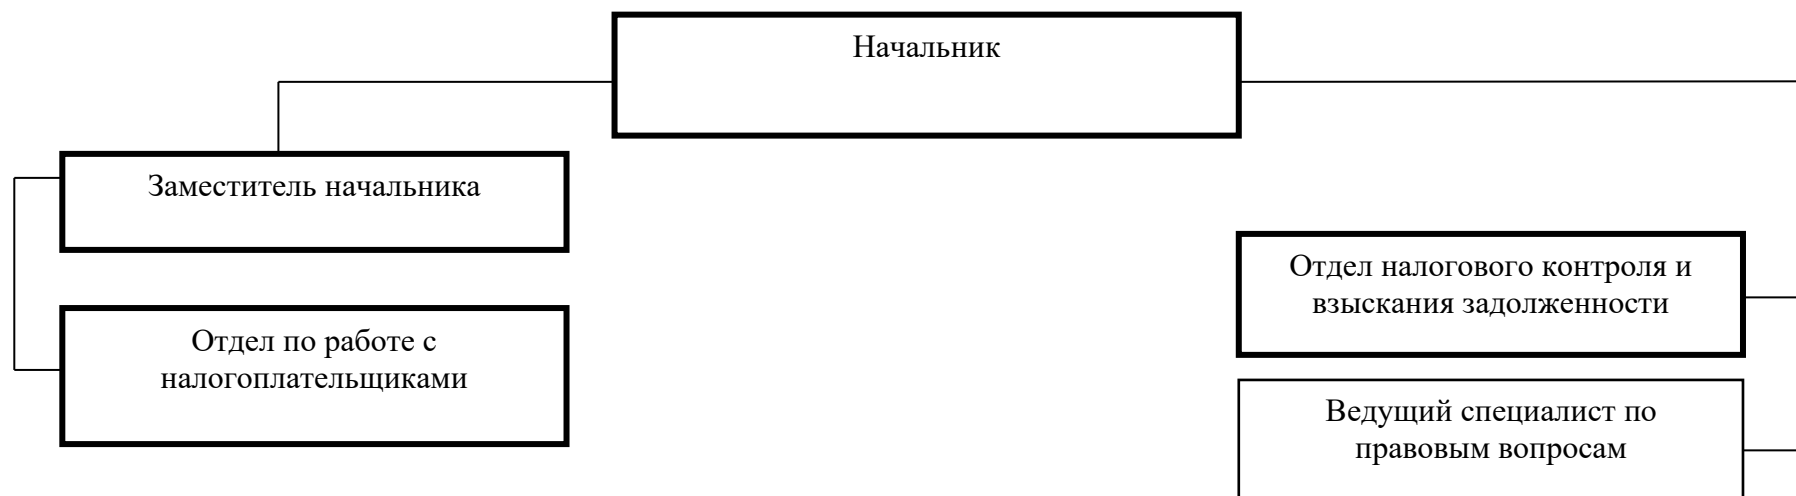 Начальник
Заместитель начальника
Отдел по работе с
налогоплательщиками
Отдел налогового контроля и
взыскания задолженности
Ведущий специалист по
правовым вопросам